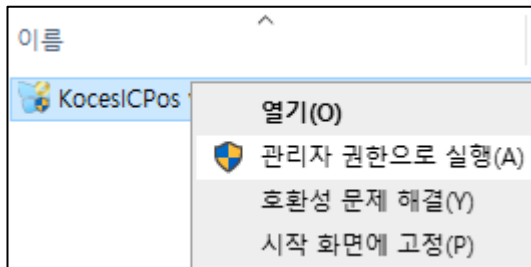 이름
KocesICPos
열기(O)
관리자 권한으로 실행(A)
호환성 문제 해결(Y)
시작 화면에 고정(P)